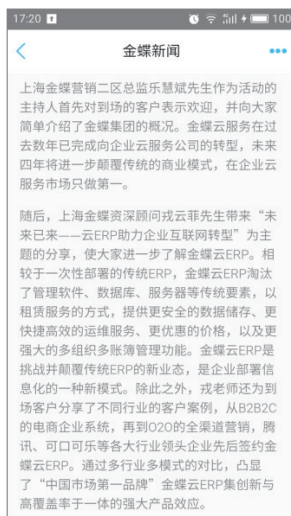 17:20 100
金蝶新闻
上海金蝶营销二区总监乐慧斌先生作为活动的
主持人首先对到场的客户表示欢迎，并向大家
简单介绍了金蝶集团的概况。金蝶云服务在过
去数年已完成向企业云服务公司的转型，未来
四年将进一步颠覆传统的商业模式，在企业云
服务市场只做第一。
随后，上海金蝶资深顾问戎云菲先生带来“未
来已来——云ERP助力企业互联网转型”为主
题的分享，使大家进一步了解金蝶云ERP。相
较于一次性部署的传统ERP，金蝶云ERP淘汰
了管理软件、数据库、服务器等传统要素，以
租赁服务的方式，提供更安全的数据储存、更
快捷高效的运维服务、更优惠的价格，以及更
强大的多组织多账簿管理功能。金蝶云ERP是
挑战并颠覆传统ERP的新业态，是企业部署信
息化的一种新模式。除此之外，戎老师还为到
场客户分享了不同行业的客户案例，从B2B2C
的电商企业系统，再到O2O的全渠道营销，腾
讯、可口可乐等各大行业领头企业先后签约金
蝶云ERP。通过多行业多模式的对比，凸显
了“中国市场第一品牌”金蝶云ERP集创新与
高覆盖率于一体的强大产品效应。